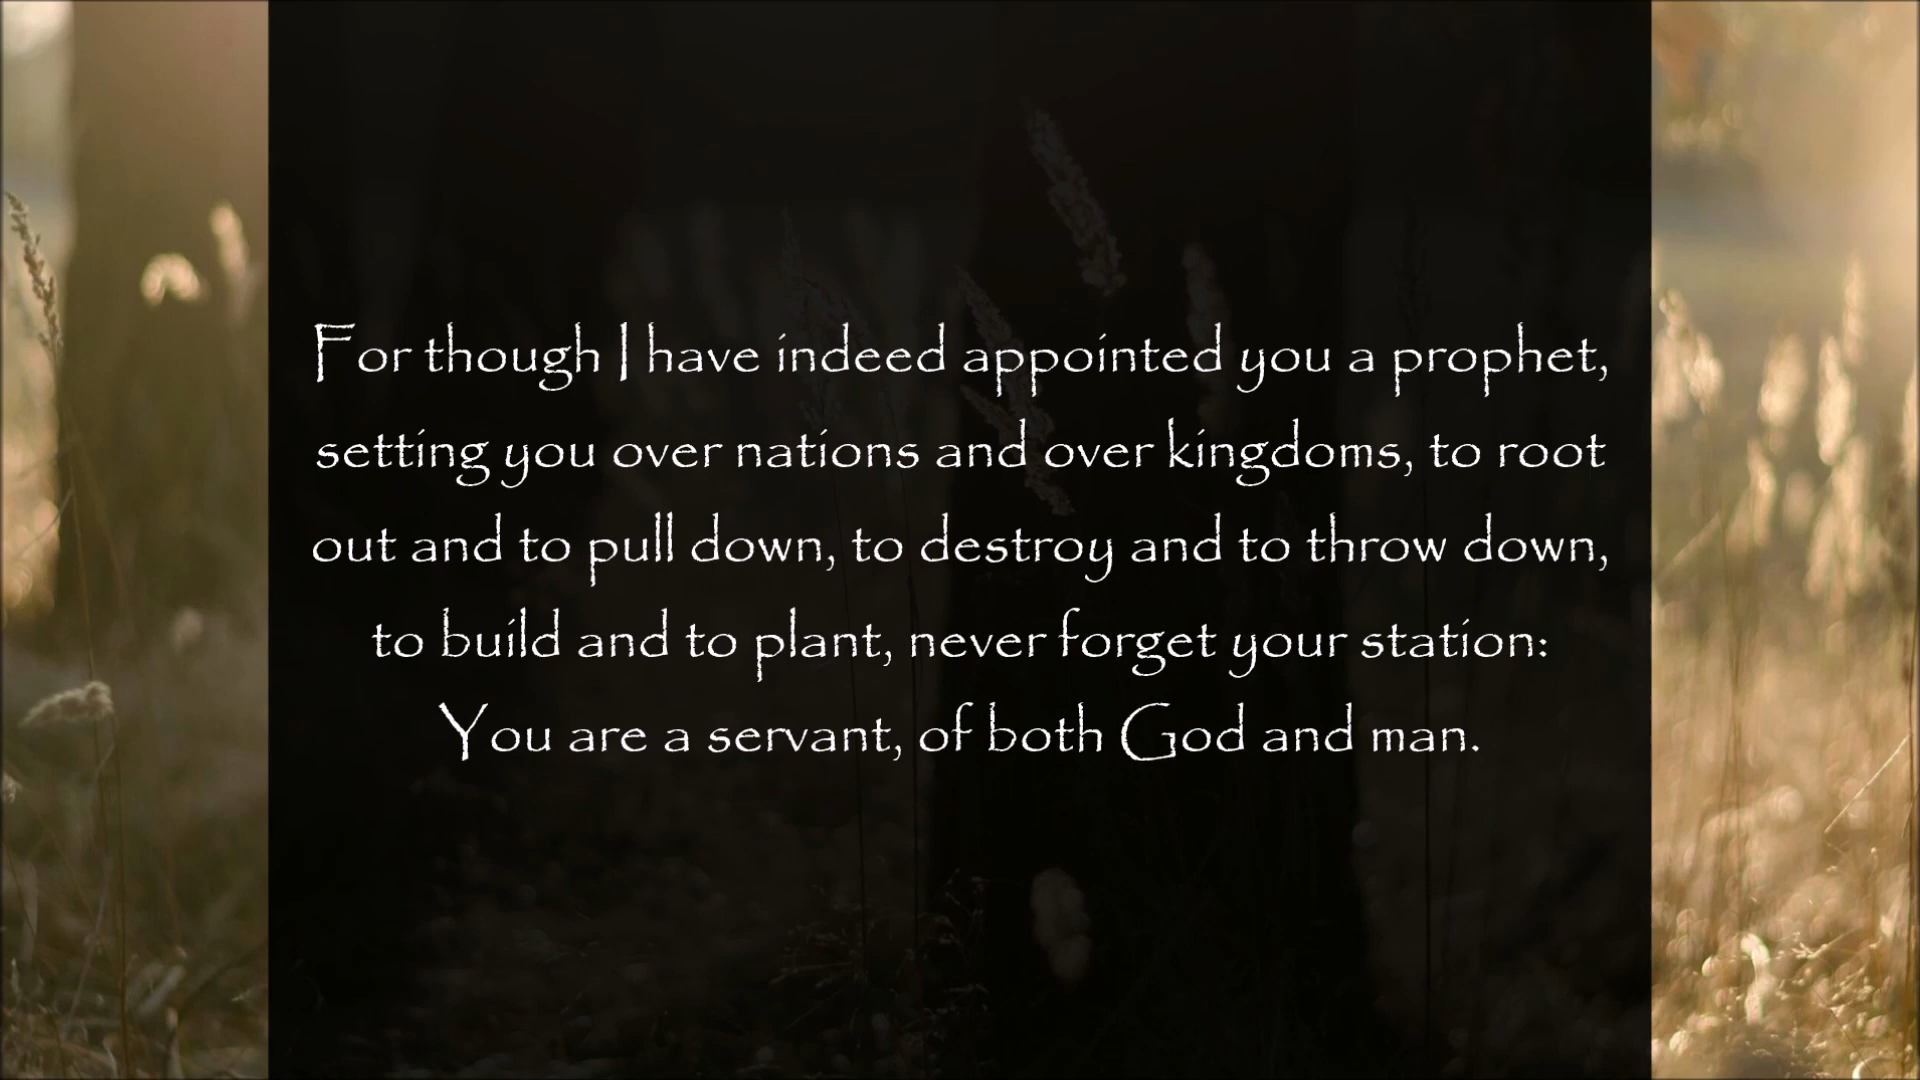 For though I have indeed appointed you a prophet,
setting you over nations and over kingdoms, to root
out and to pull down, to destroy and to throw down,
to build and to plant, never forget your station:
You are a servant, of both God and man.